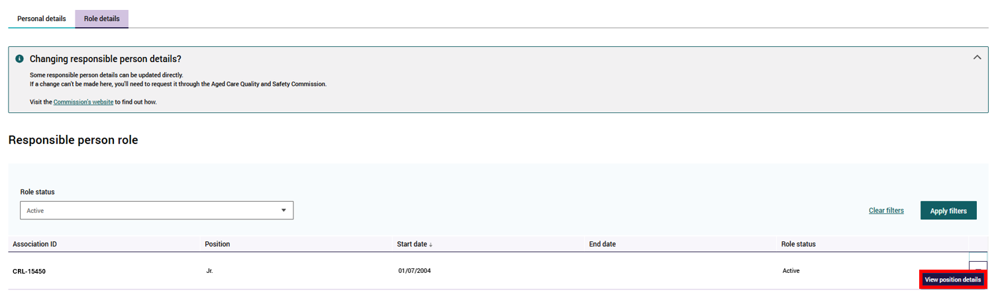 Personal details Role details
Changing responsible person details?
Some responsible person details can be updated directly.
If a change can't be made here, you'll need to request it through the Aged Care Quality and Safety Commission.
Visit the Commission's website to find out how.
Responsible person role
Role status
Active
Clear filters Apply filters
Association ID Position Start date ↓ End date Role status
CRL-15450 Jr. 01/07/2004 Active
View position details